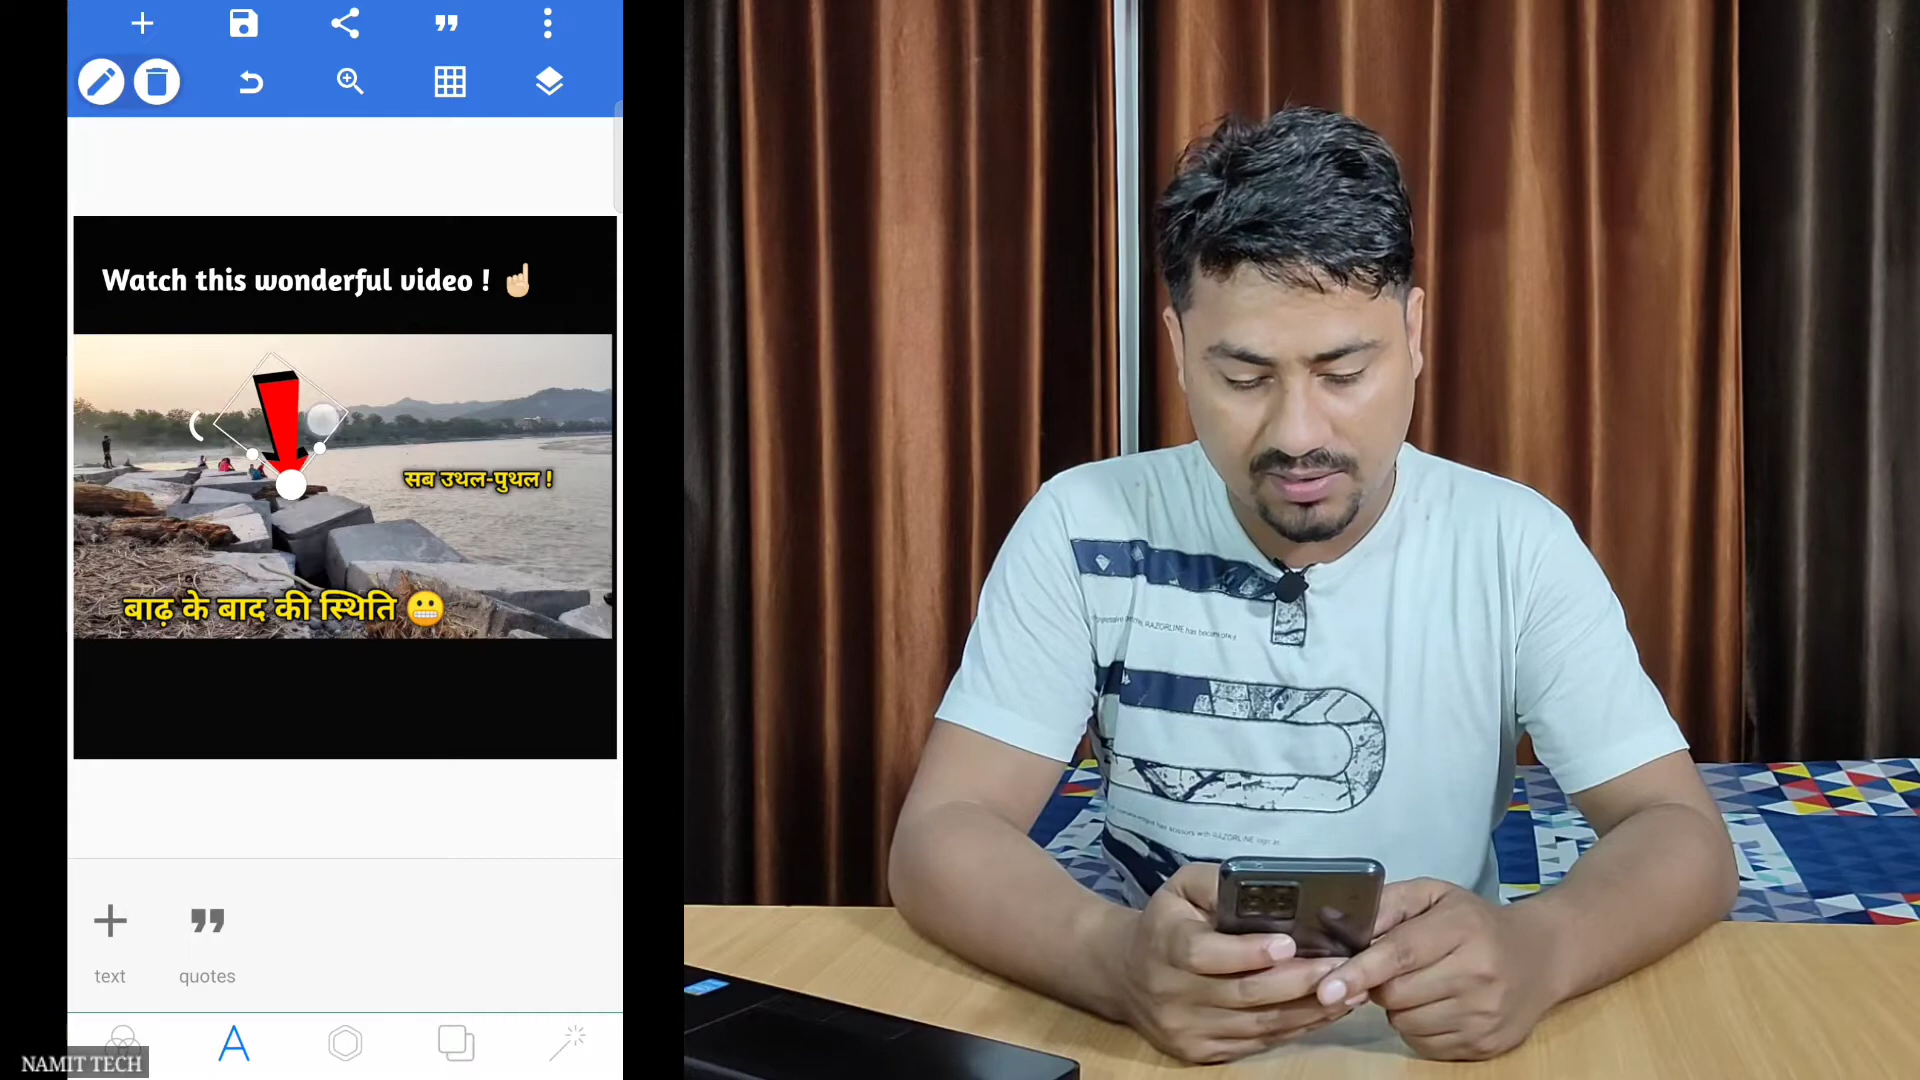 Watch this wonderful video ! ☝🏼
सब उथल-पुथल !
बाढ़ के बाद की स्थिति 😬
text
quotes
NAMIT TECH